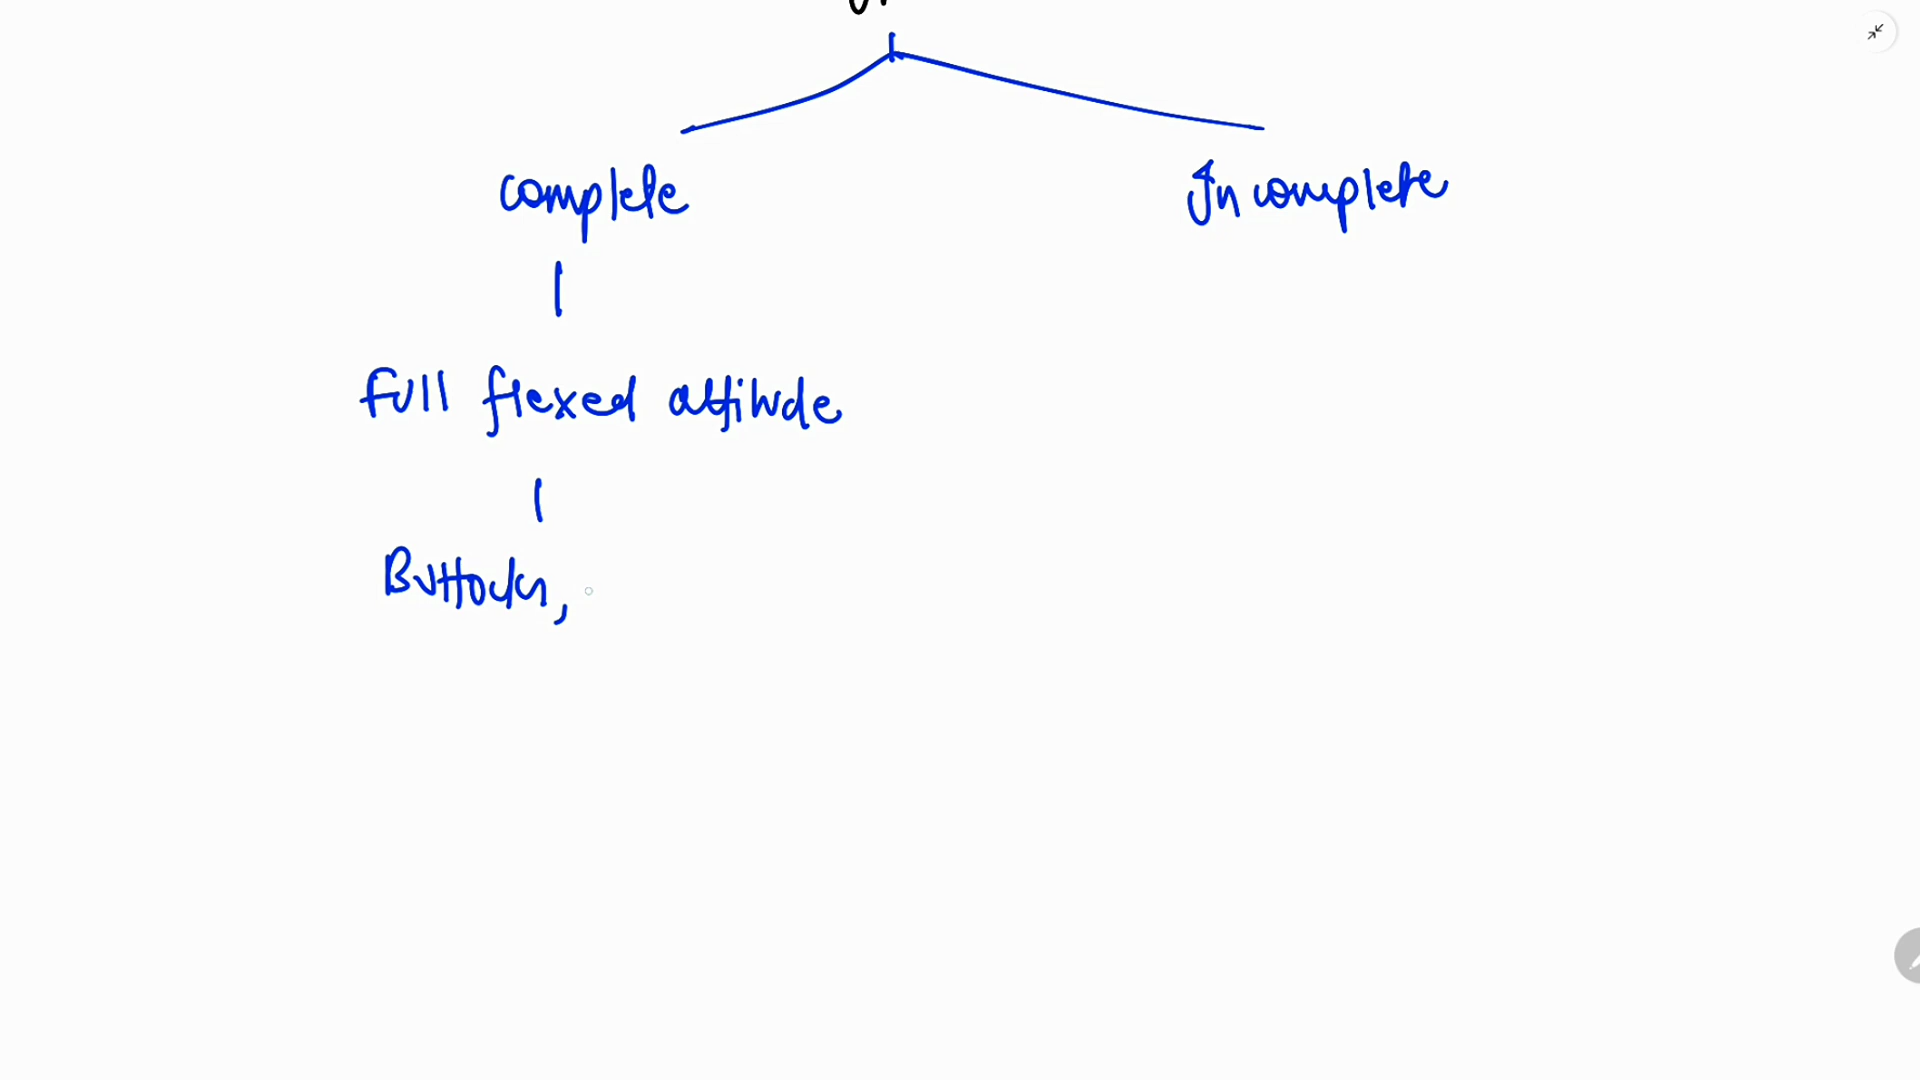 complete
Incomplete
full flexed attitude
Buttocks,